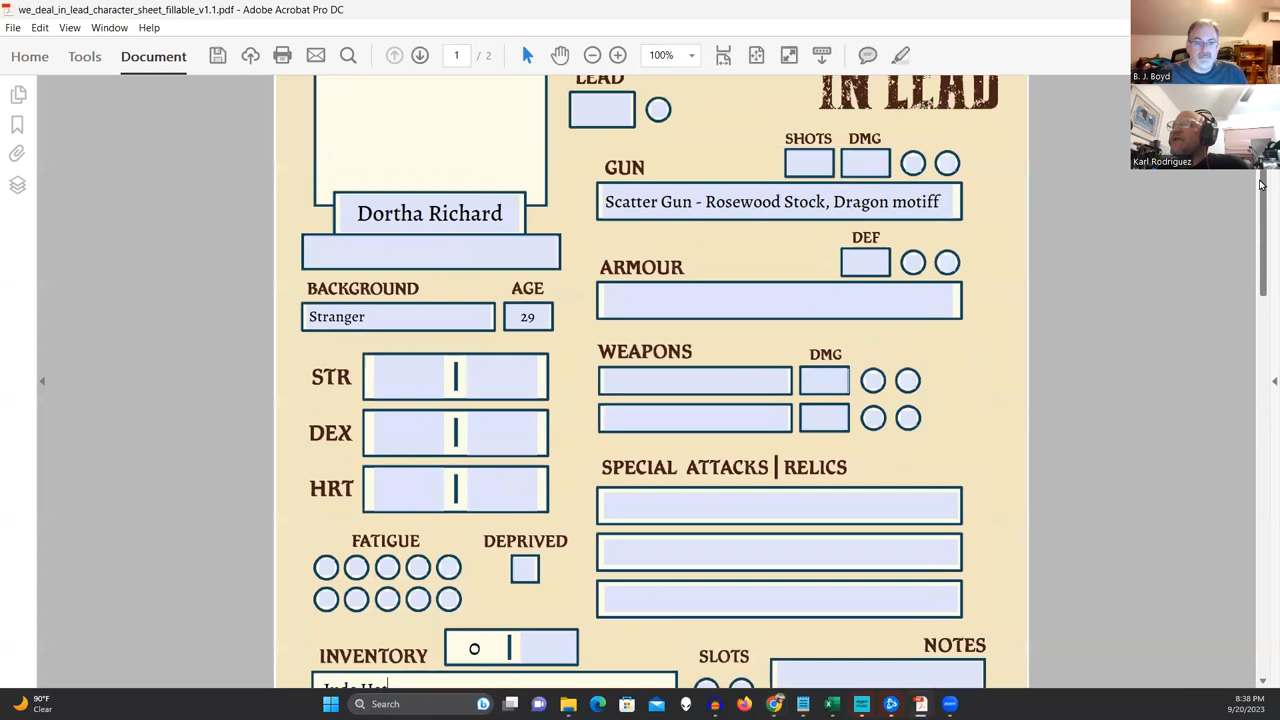 we_deal_in_lead_character_sheet_fillable_v1.1.pdf - Adobe Acrobat Pro DC
File Edit View Window Help
Home Tools Document 1 / 2 100%
B. J. Boyd
Karl Rodriguez
LEAD
IN LEAD
SHOTS DMG
GUN
Scatter Gun - Rosewood Stock, Dragon motiff
Dortha Richard
DEF
ARMOUR
BACKGROUND AGE
Stranger 29
WEAPONS DMG
STR
DEX
HRT
SPECIAL ATTACKS | RELICS
FATIGUE DEPRIVED
INVENTORY 0
SLOTS
NOTES
90°F
Clear
Search
8:38 PM
9/20/2023